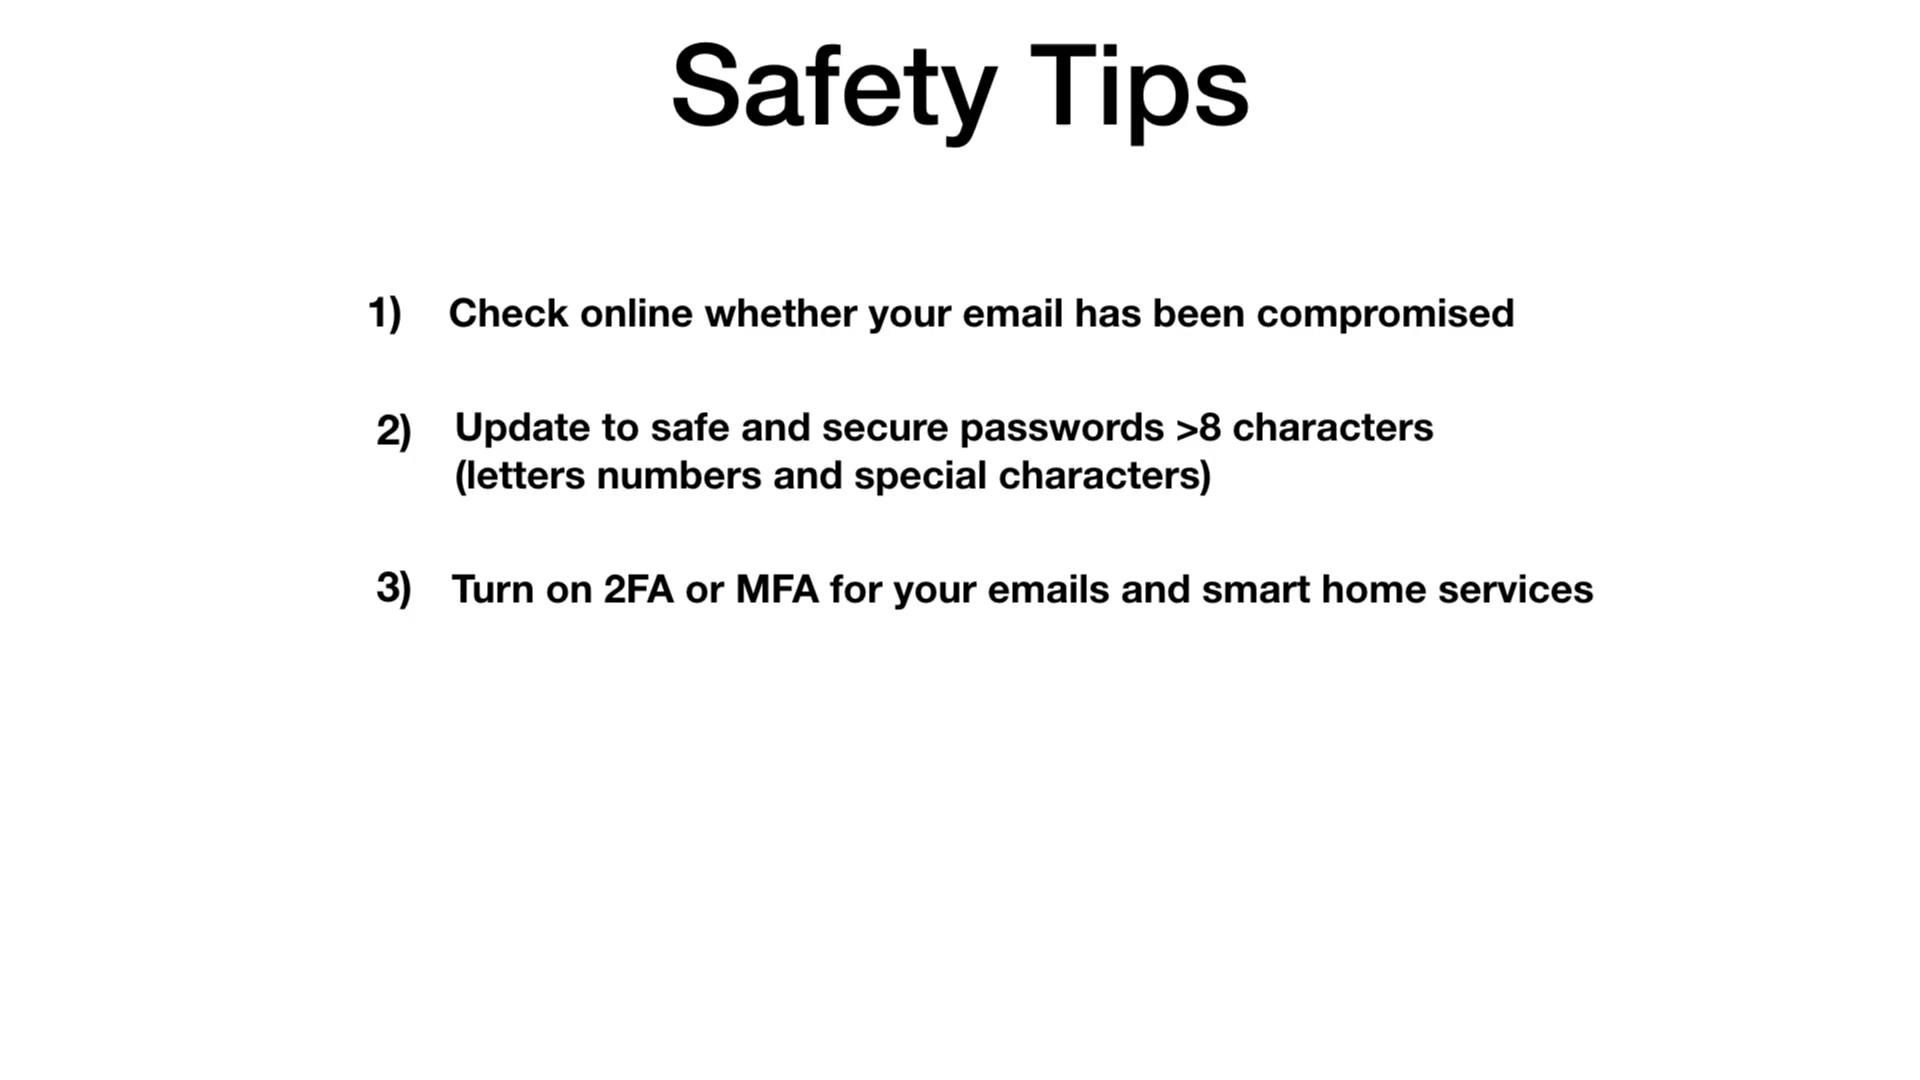 Safety Tips
1) Check online whether your email has been compromised
2) Update to safe and secure passwords >8 characters
(letters numbers and special characters)
3) Turn on 2FA or MFA for your emails and smart home services